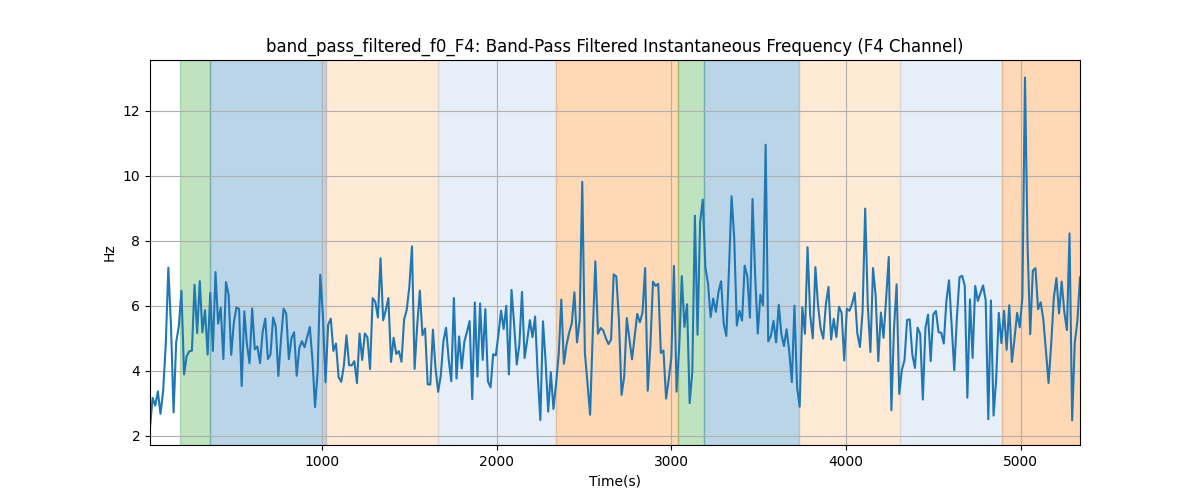 band_pass_filtered_f0_F4: Band-Pass Filtered Instantaneous Frequency (F4 Channel)
12
10
8
6
4
2
Hz
1000 2000 3000 4000 5000
Time(s)